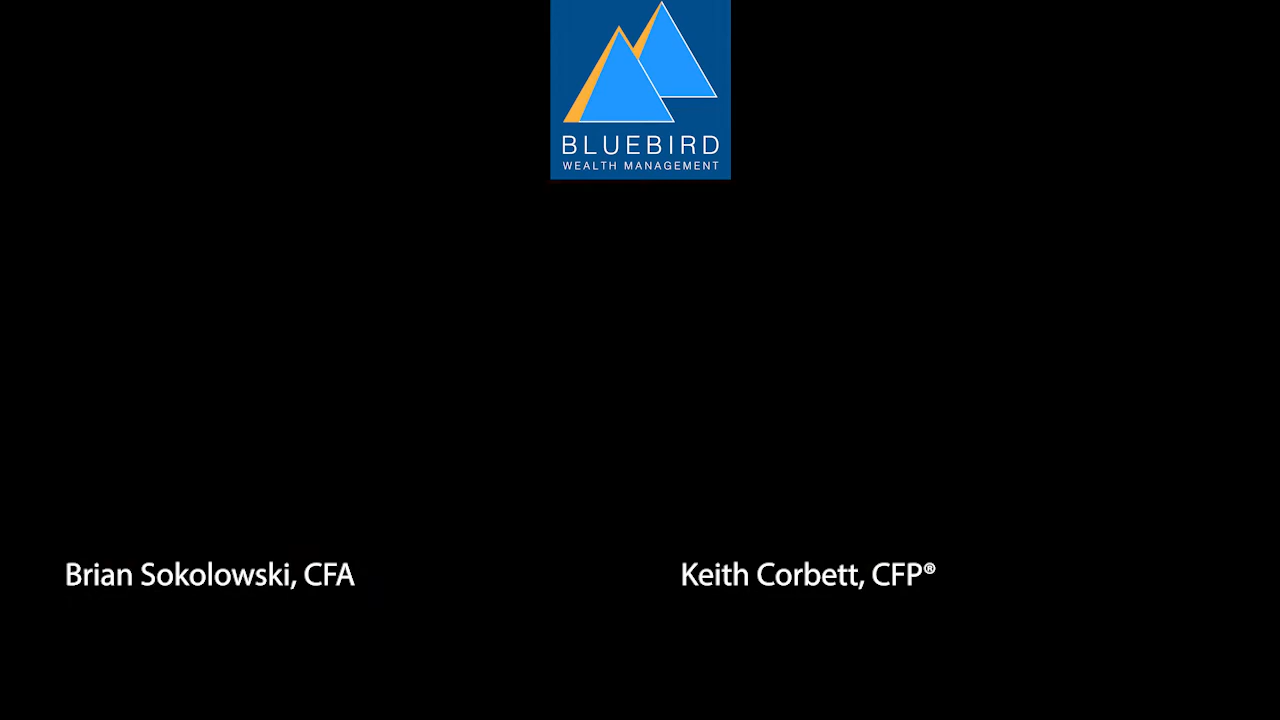 BLUEBIRD
WEALTH MANAGEMENT
Brian Sokolowski, CFA
Keith Corbett, CFP®